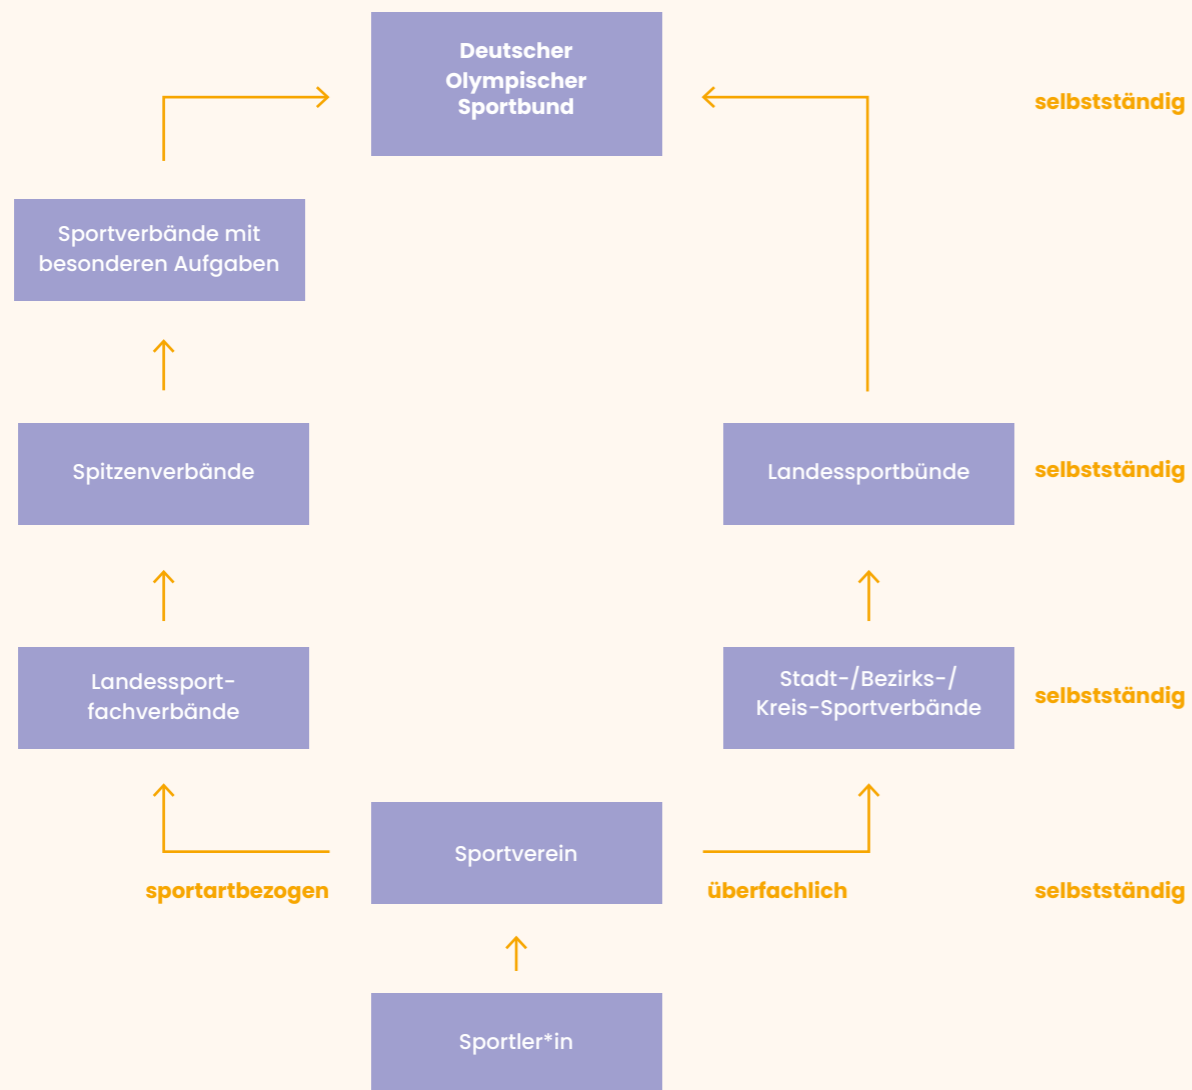 Deutscher
Olympischer
Sportbund
selbstständig
Sportverbände mit
besonderen Aufgaben
Spitzenverbände
Landessportbünde
selbstständig
Landessport-
fachverbände
Stadt-/Bezirks-/
Kreis-Sportverbände
selbstständig
Sportverein
sportartbezogen
überfachlich
selbstständig
Sportler*in